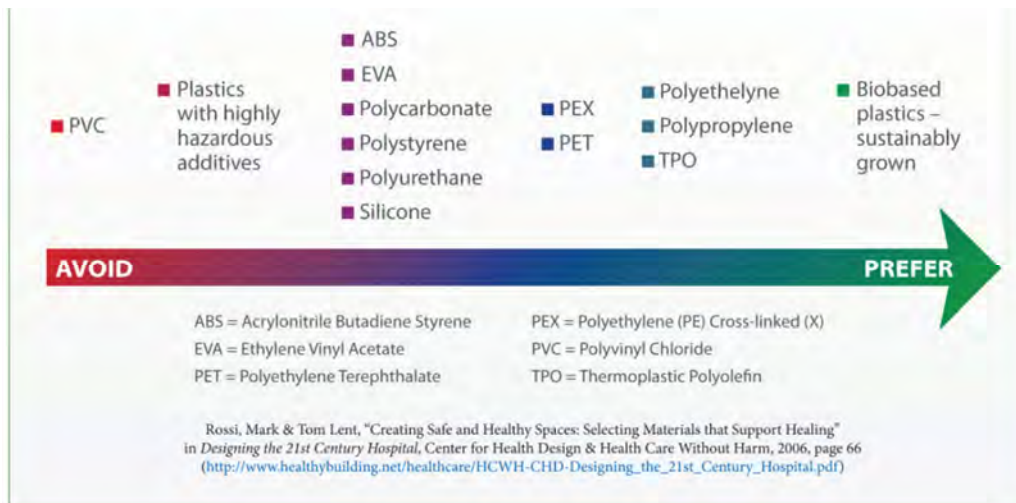 PVC
Plastics
with highly
hazardous
additives
ABS
EVA
Polycarbonate
Polystyrene
Polyurethane
Silicone
PEX
PET
Polyethelyne
Polypropylene
TPO
Biobased
plastics –
sustainably
grown
AVOID
PREFER
ABS = Acrylonitrile Butadiene Styrene
EVA = Ethylene Vinyl Acetate
PET = Polyethylene Terephthalate
PEX = Polyethylene (PE) Cross-linked (X)
PVC = Polyvinyl Chloride
TPO = Thermoplastic Polyolefin
Rossi, Mark & Tom Lent, “Creating Safe and Healthy Spaces: Selecting Materials that Support Healing”
in Designing the 21st Century Hospital, Center for Health Design & Health Care Without Harm, 2006, page 66
(http://www.healthybuilding.net/healthcare/HCWH-CHD-Designing_the_21st_Century_Hospital.pdf)